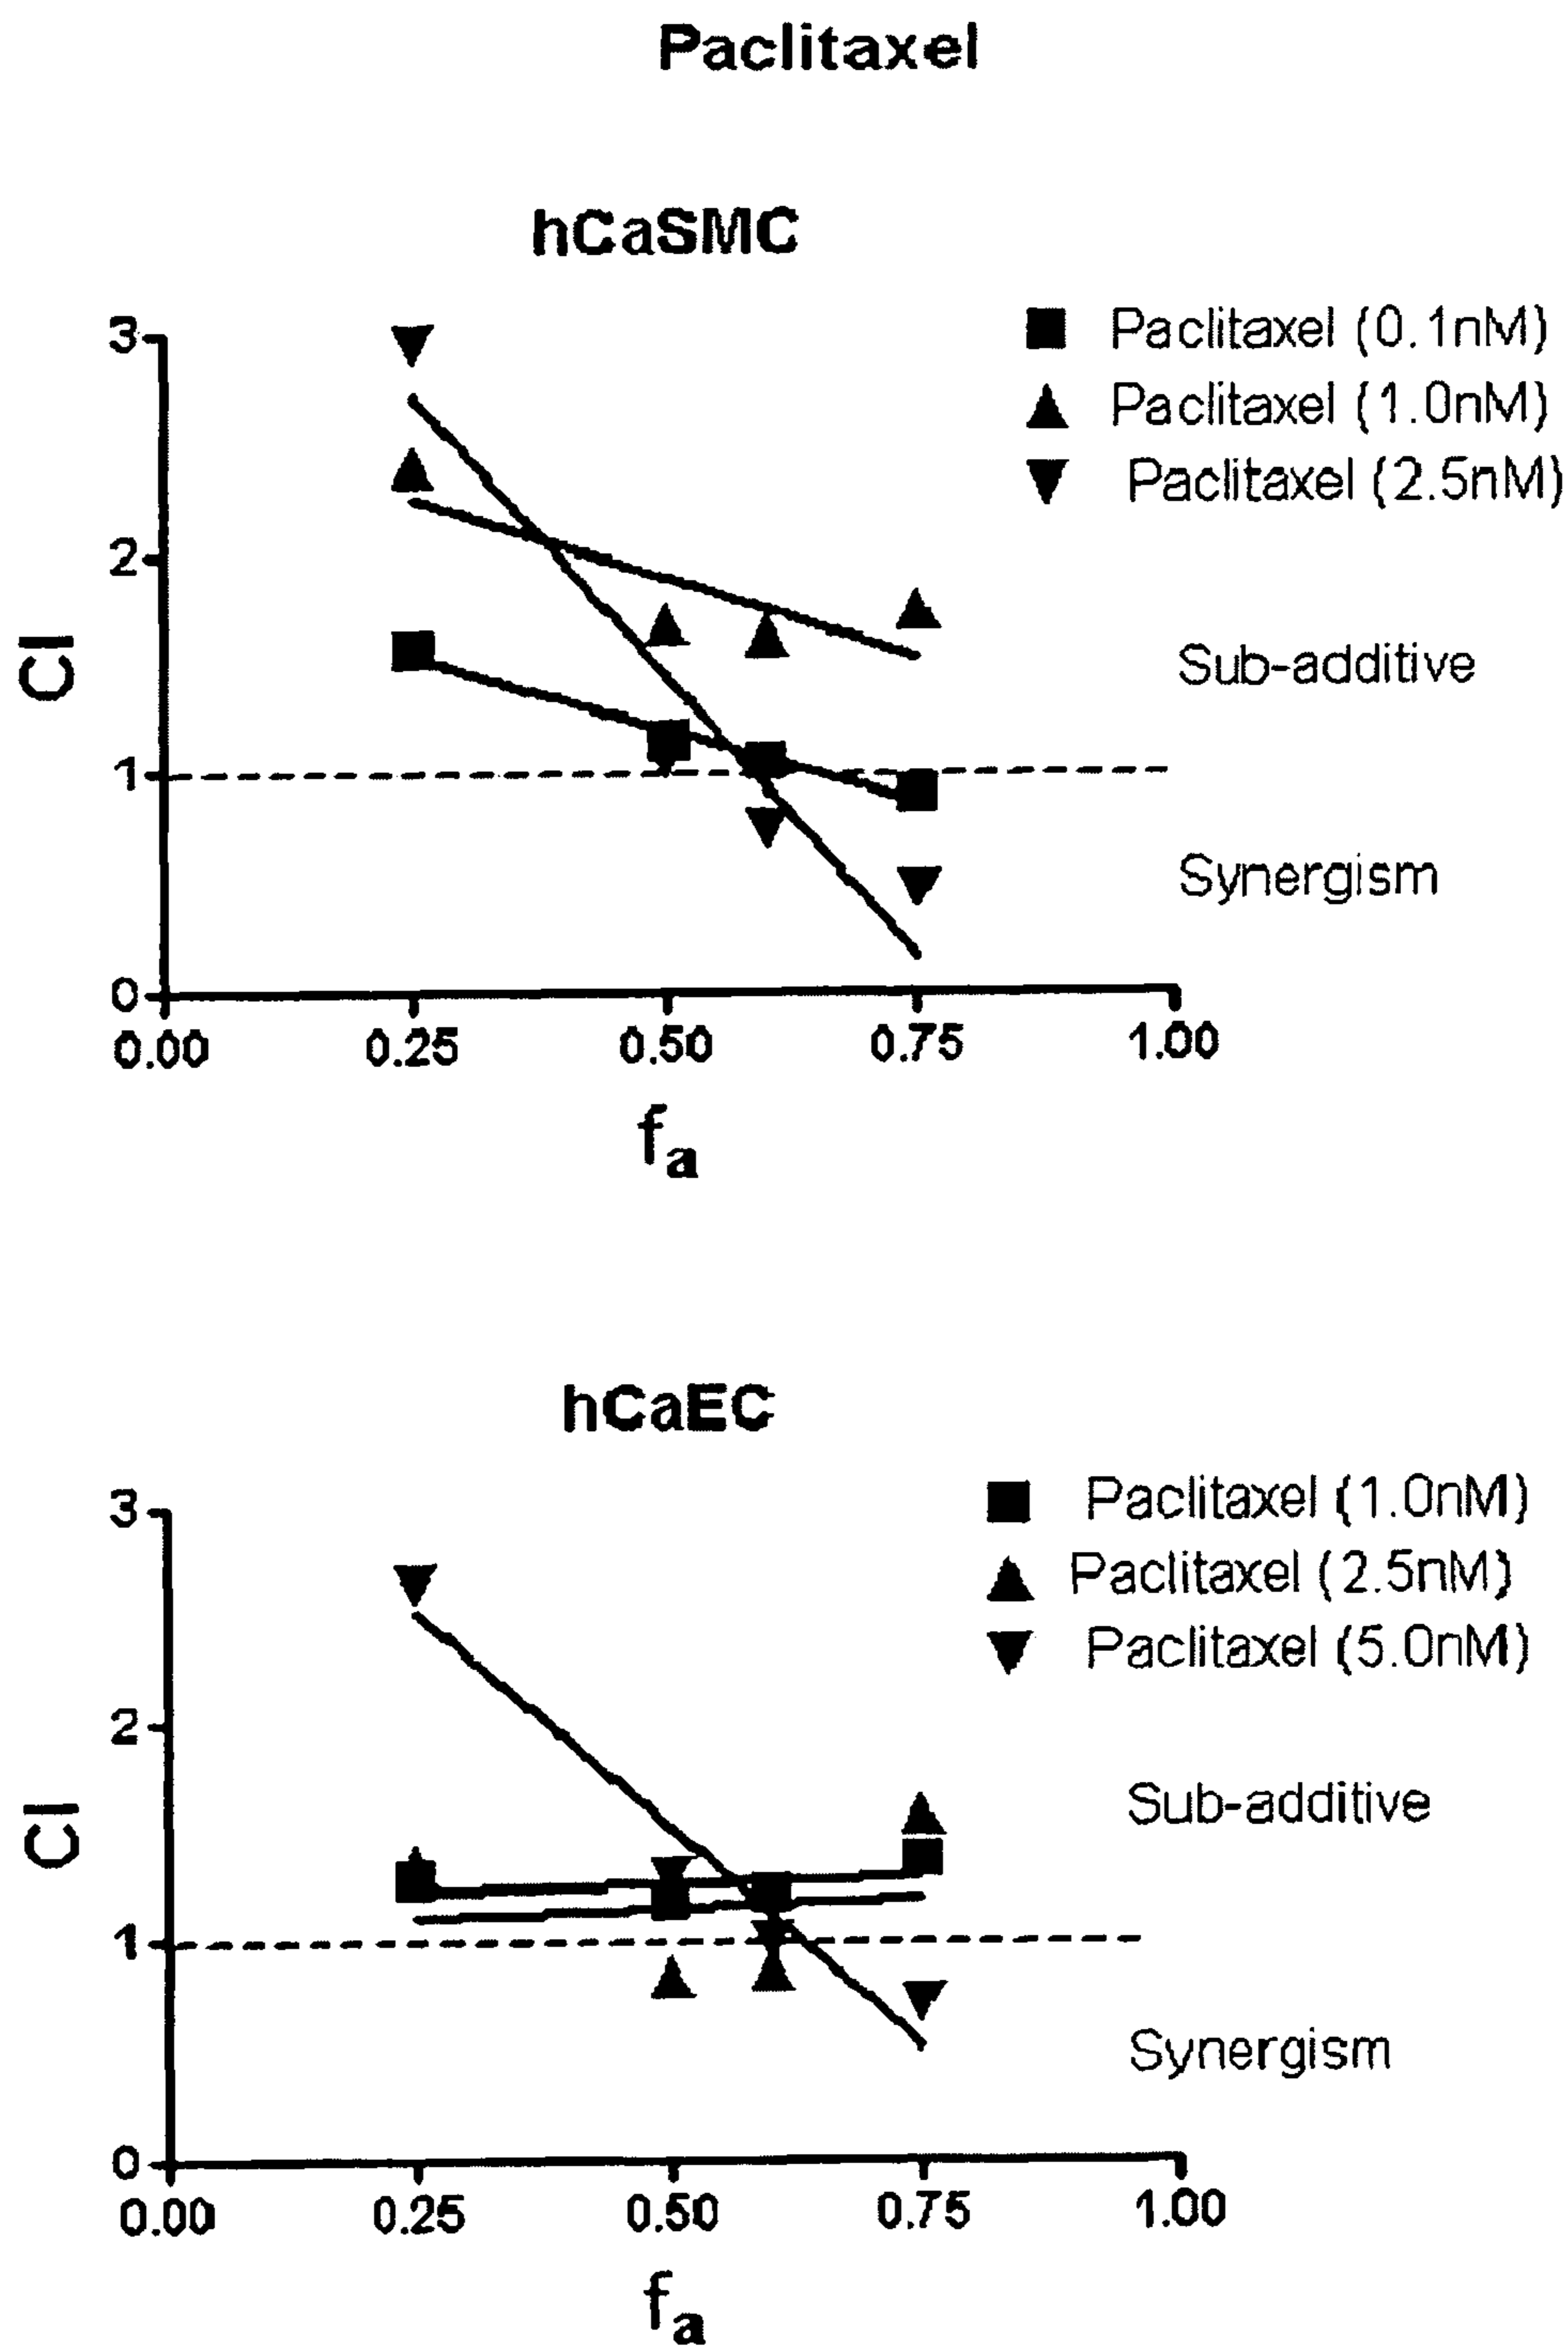 Paclitaxel
hCaSMC
3
2
1
0
CI
Paclitaxel (0.1nM)
Paclitaxel (1.0nM)
Paclitaxel (2.5nM)
Sub-additive
Synergism
0.00 0.25 0.50 0.75 1.00
fa
hCaEC
3
2
1
0
CI
Paclitaxel (1.0nM)
Paclitaxel (2.5nM)
Paclitaxel (5.0nM)
Sub-additive
Synergism
0.00 0.25 0.50 0.75 1.00
fa